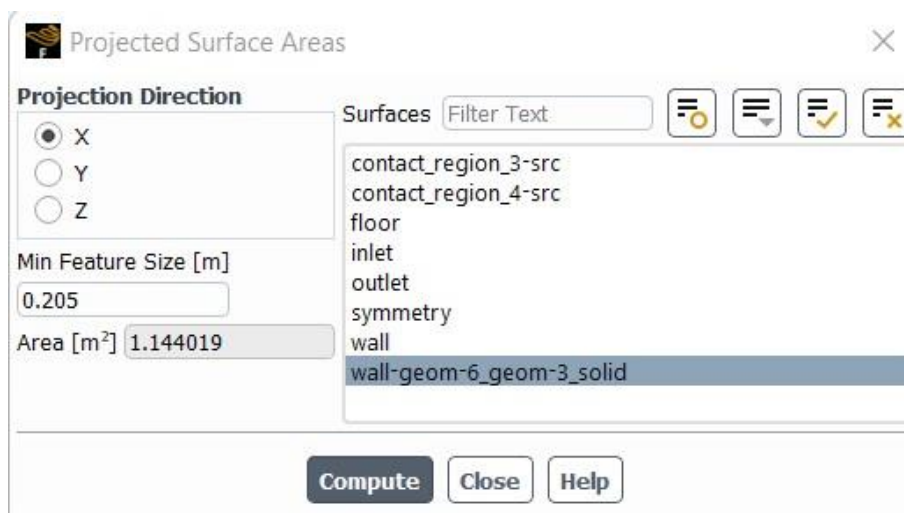 Projected Surface Areas
Projection Direction
X
Y
Z
Min Feature Size [m]
0.205
Area [m²] 1.144019
Surfaces Filter Text
contact_region_3-src
contact_region_4-src
floor
inlet
outlet
symmetry
wall
wall-geom-6_geom-3_solid
Compute Close Help